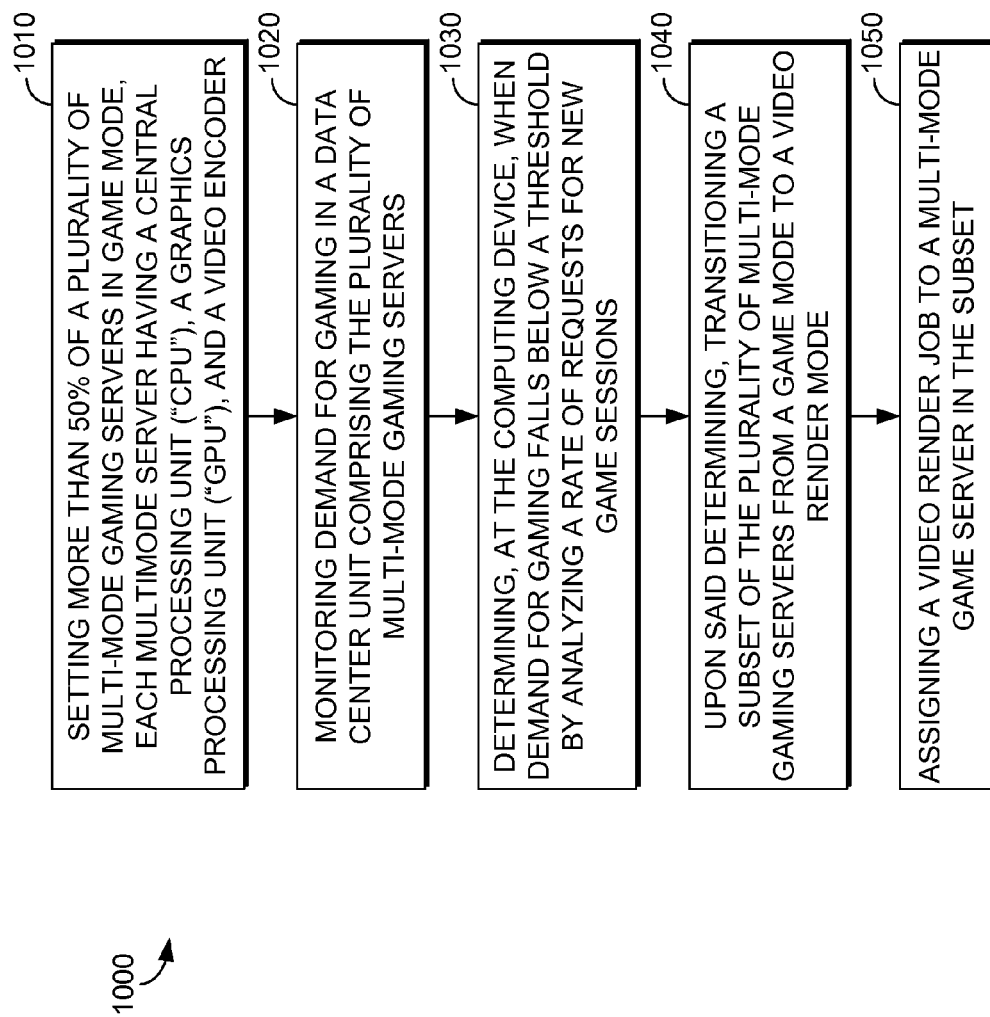 1000
1010
SETTING MORE THAN 50% OF A PLURALITY OF
MULTI-MODE GAMING SERVERS IN GAME MODE,
EACH MULTIMODE SERVER HAVING A CENTRAL
PROCESSING UNIT (“CPU”), A GRAPHICS
PROCESSING UNIT (“GPU”), AND A VIDEO ENCODER
1020
MONITORING DEMAND FOR GAMING IN A DATA
CENTER UNIT COMPRISING THE PLURALITY OF
MULTI-MODE GAMING SERVERS
1030
DETERMINING, AT THE COMPUTING DEVICE, WHEN
DEMAND FOR GAMING FALLS BELOW A THRESHOLD
BY ANALYZING A RATE OF REQUESTS FOR NEW
GAME SESSIONS
1040
UPON SAID DETERMINING, TRANSITIONING A
SUBSET OF THE PLURALITY OF MULTI-MODE
GAMING SERVERS FROM A GAME MODE TO A VIDEO
RENDER MODE
1050
ASSIGNING A VIDEO RENDER JOB TO A MULTI-MODE
GAME SERVER IN THE SUBSET